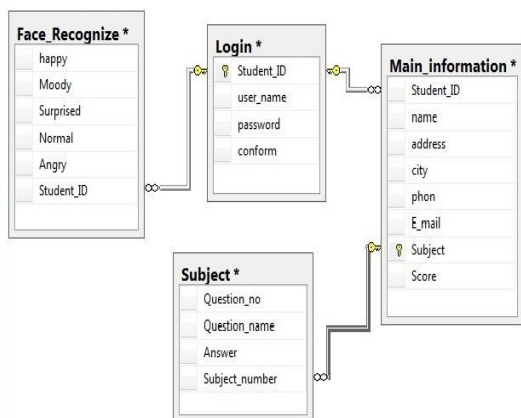 Face_Recognize *
happy
Moody
Surprised
Normal
Angry
Student_ID
Login *
Student_ID
user_name
password
conform
Main_information *
Student_ID
name
address
city
phon
E_mail
Subject
Score
Subject *
Question_no
Question_name
Answer
Subject_number